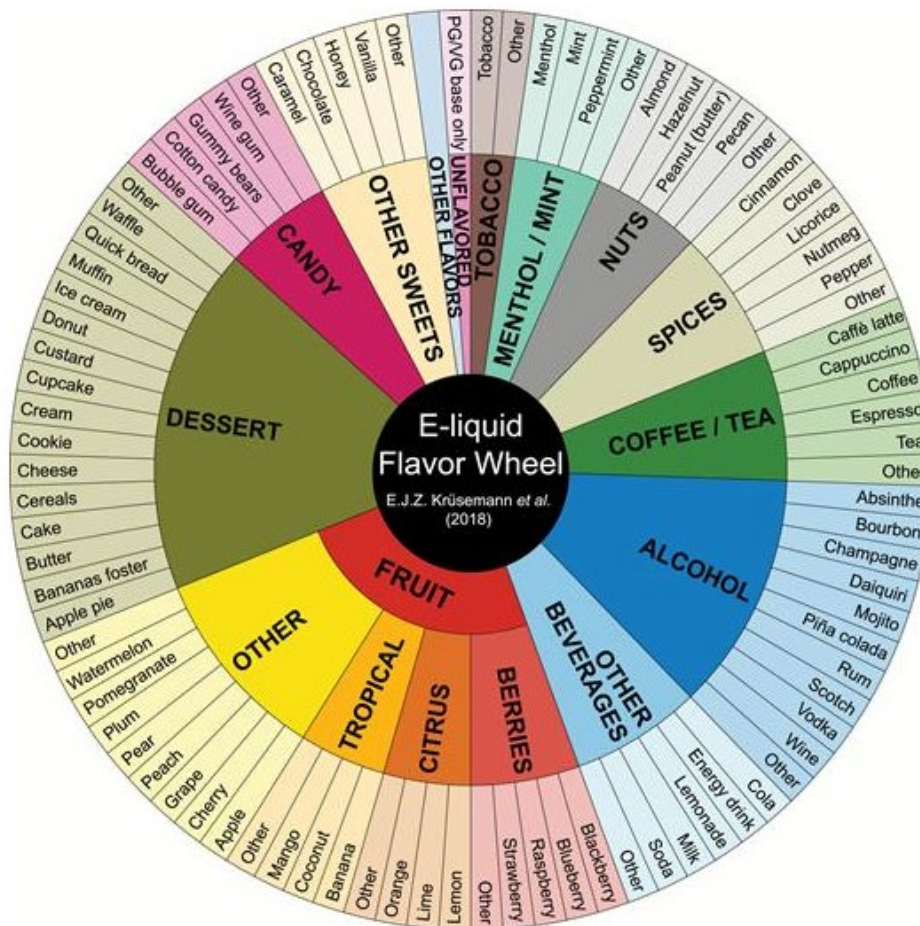 E-liquid
Flavor Wheel
E.J.Z. Krüsemann et al.
(2018)
UNFLAVORED
PG/VG base only
TOBACCO
Tobacco
Other
MENTHOL / MINT
Menthol
Mint
Peppermint
Other
NUTS
Almond
Hazelnut
Peanut (butter)
Pecan
Other
SPICES
Cinnamon
Clove
Licorice
Nutmeg
Pepper
Other
COFFEE / TEA
Caffè latte
Cappuccino
Coffee
Espresso
Tea
Other
ALCOHOL
Absinthe
Bourbon
Champagne
Daiquiri
Mojito
Piña colada
Rum
Scotch
Vodka
Wine
Other
OTHER
BEVERAGES
Cola
Energy drink
Lemonade
Milk
Soda
Other
FRUIT
BERRIES
Blackberry
Blueberry
Raspberry
Strawberry
Other
CITRUS
Lemon
Lime
Orange
Other
TROPICAL
Banana
Coconut
Mango
Other
OTHER
Apple
Cherry
Grape
Peach
Pear
Plum
Pomegranate
Watermelon
Other
DESSERT
Apple pie
Bananas foster
Butter
Cake
Cereals
Cheese
Cookie
Cream
Cupcake
Custard
Donut
Ice cream
Muffin
Quick bread
Waffle
Other
CANDY
Bubble gum
Cotton candy
Gummy bears
Wine gum
Other
OTHER SWEETS
Caramel
Chocolate
Honey
Vanilla
Other
OTHER FLAVORS